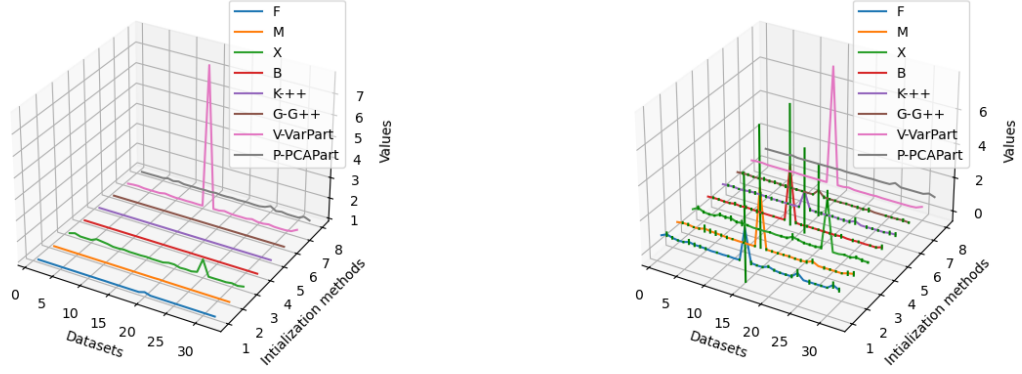 F
M
X
B
K-++
G-G++
V-VarPart
P-PCAPart
7
6
5
4
3
2
1
Values
0
5
10
15
20
25
30
Datasets
1
2
3
4
5
6
7
8
Intialization methods
F
M
X
B
K-++
G-G++
V-VarPart
P-PCAPart
6
4
2
0
Values
0
5
10
15
20
25
30
Datasets
1
2
3
4
5
6
7
8
Intialization methods